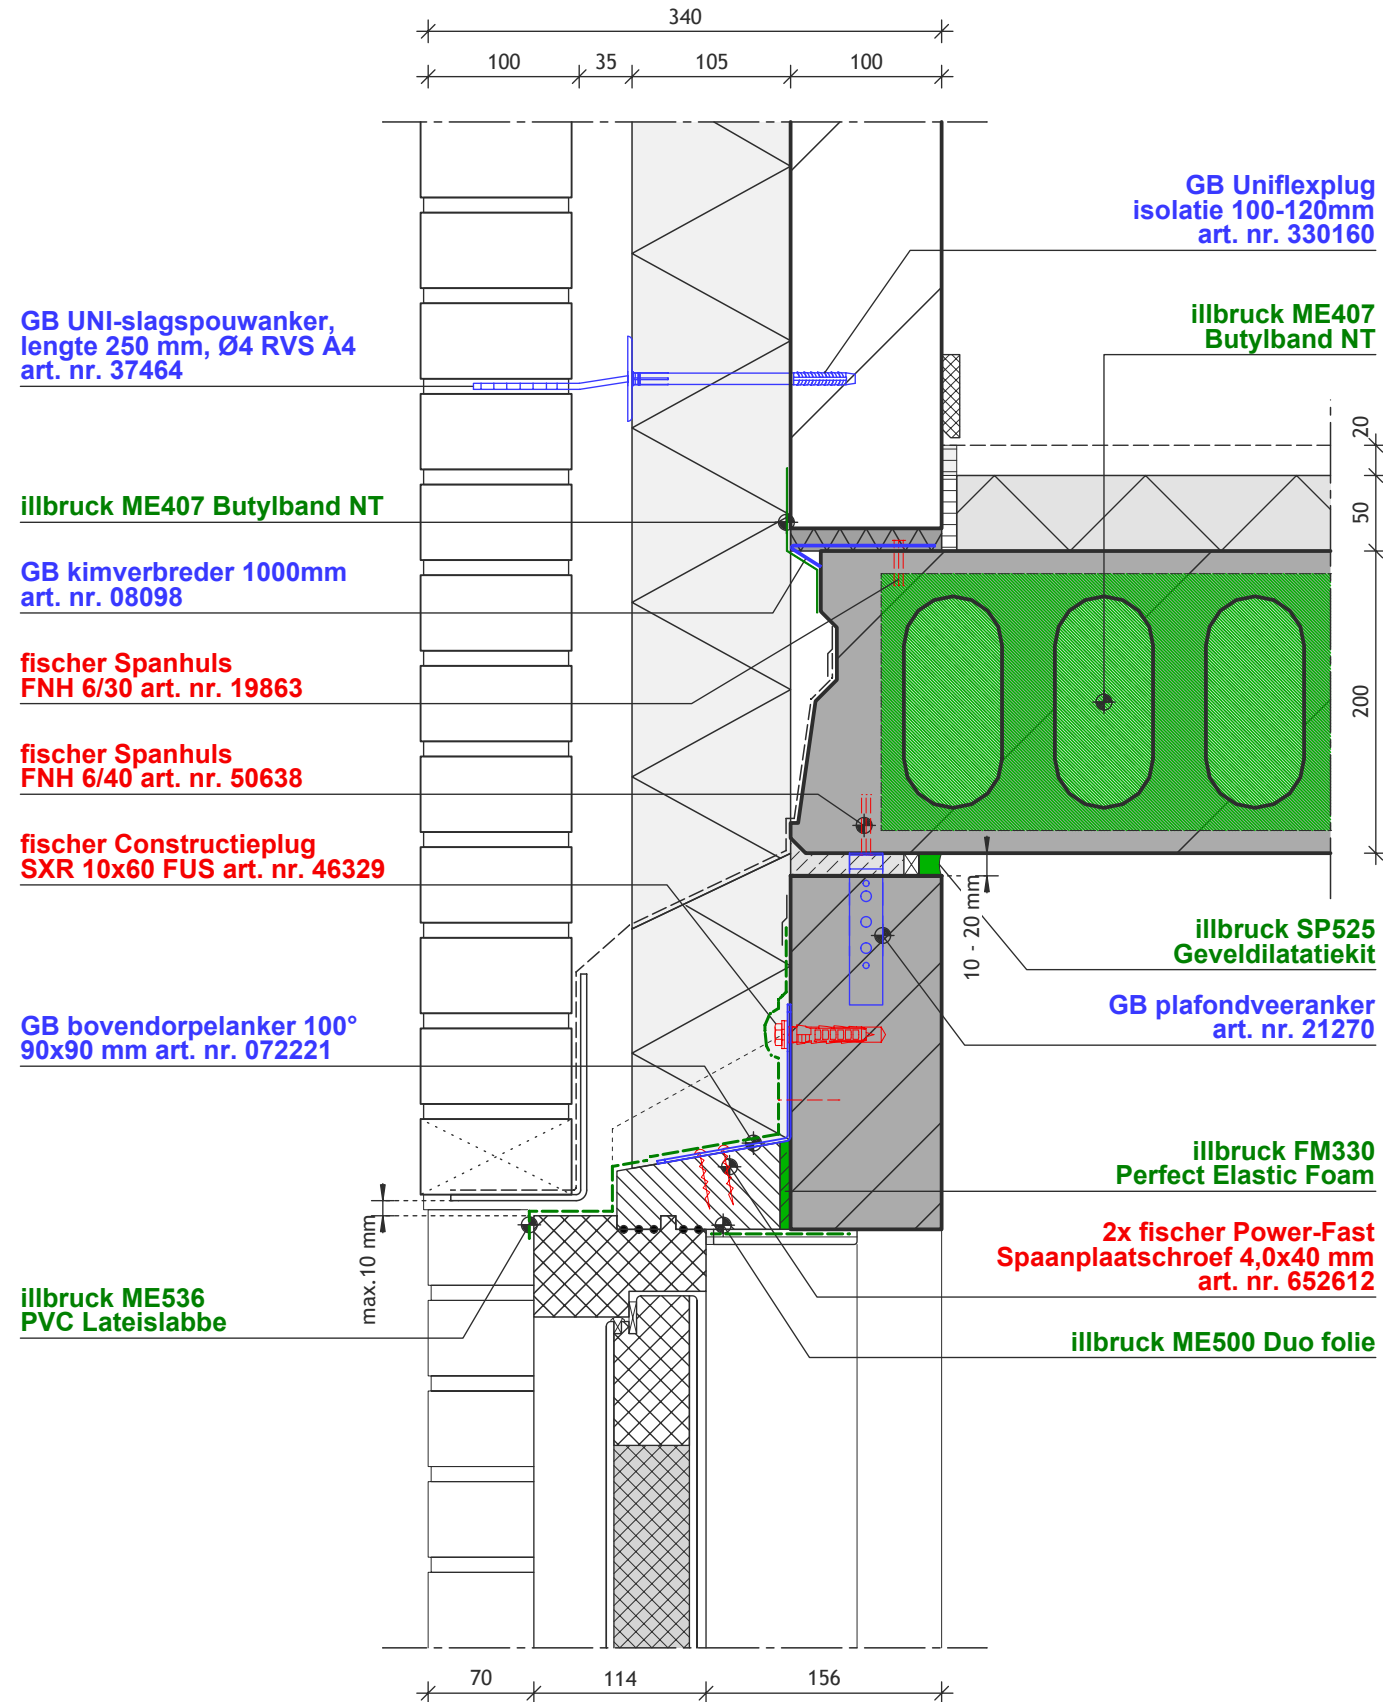 340
100
35
105
100
GB Uniflexplug
isolatie 100-120mm
art. nr. 330160
GB UNI-slagspouwanker,
lengte 250 mm, Ø4 RVS A4
art. nr. 37464
illbruck ME407
Butylband NT
20
illbruck ME407 Butylband NT
50
GB kimverbreder 1000mm
art. nr. 08098
fischer Spanhuls
FNH 6/30 art. nr. 19863
200
fischer Spanhuls
FNH 6/40 art. nr. 50638
fischer Constructieplug
SXR 10x60 FUS art. nr. 46329
10 - 20 mm
illbruck SP525
Geveldilatatiekit
GB plafondveeranker
art. nr. 21270
GB bovendorpelanker 100°
90x90 mm art. nr. 072221
illbruck FM330
Perfect Elastic Foam
2x fischer Power-Fast
Spaanplaatschroef 4,0x40 mm
art. nr. 652612
max.10 mm
illbruck ME536
PVC Lateislabbe
illbruck ME500 Duo folie
70
114
156